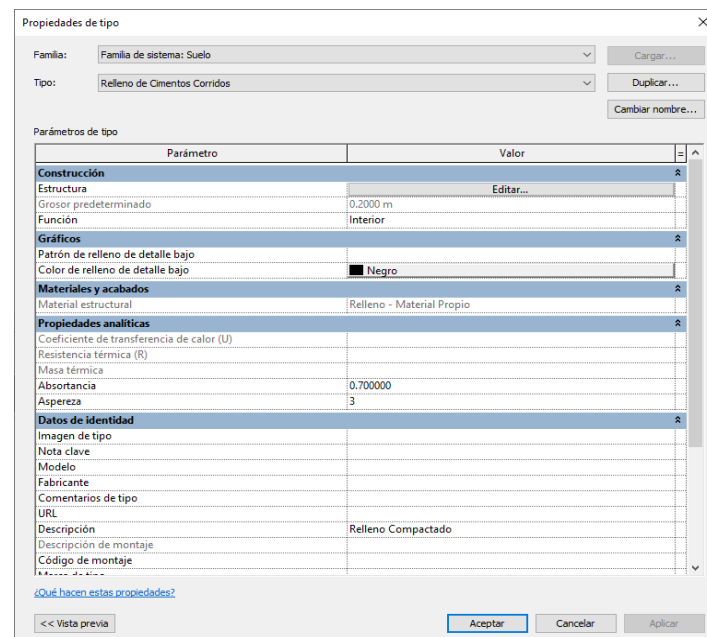 Propiedades de tipo
Familia: Familia de sistema: Suelo Cargar...
Tipo: Relleno de Cimentos Corridos Duplicar...
Cambiar nombre...
Parámetros de tipo
Parámetro Valor =
Construcción
Estructura Editar...
Grosor predeterminado 0.2000 m
Función Interior
Gráficos
Patrón de relleno de detalle bajo
Color de relleno de detalle bajo Negro
Materiales y acabados
Material estructural Relleno - Material Propio
Propiedades analíticas
Coeficiente de transferencia de calor (U)
Resistencia térmica (R)
Masa térmica
Absortancia 0.700000
Aspereza 3
Datos de identidad
Imagen de tipo
Nota clave
Modelo
Fabricante
Comentarios de tipo
URL
Descripción Relleno Compactado
Descripción de montaje
Código de montaje
¿Qué hacen estas propiedades?
<< Vista previa Aceptar Cancelar Aplicar